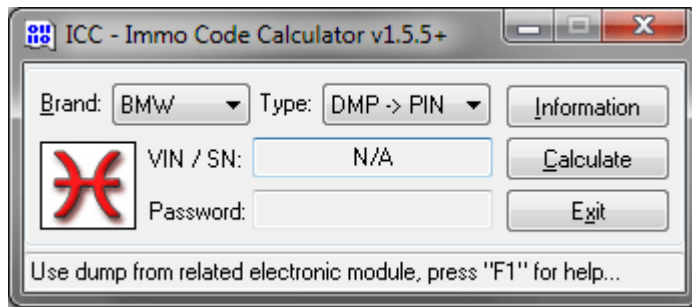 ICC - Immo Code Calculator v1.5.5+
Brand: BMW Type: DMP -> PIN Information
VIN / SN: N/A Calculate
Password: Exit
Use dump from related electronic module, press "F1" for help...